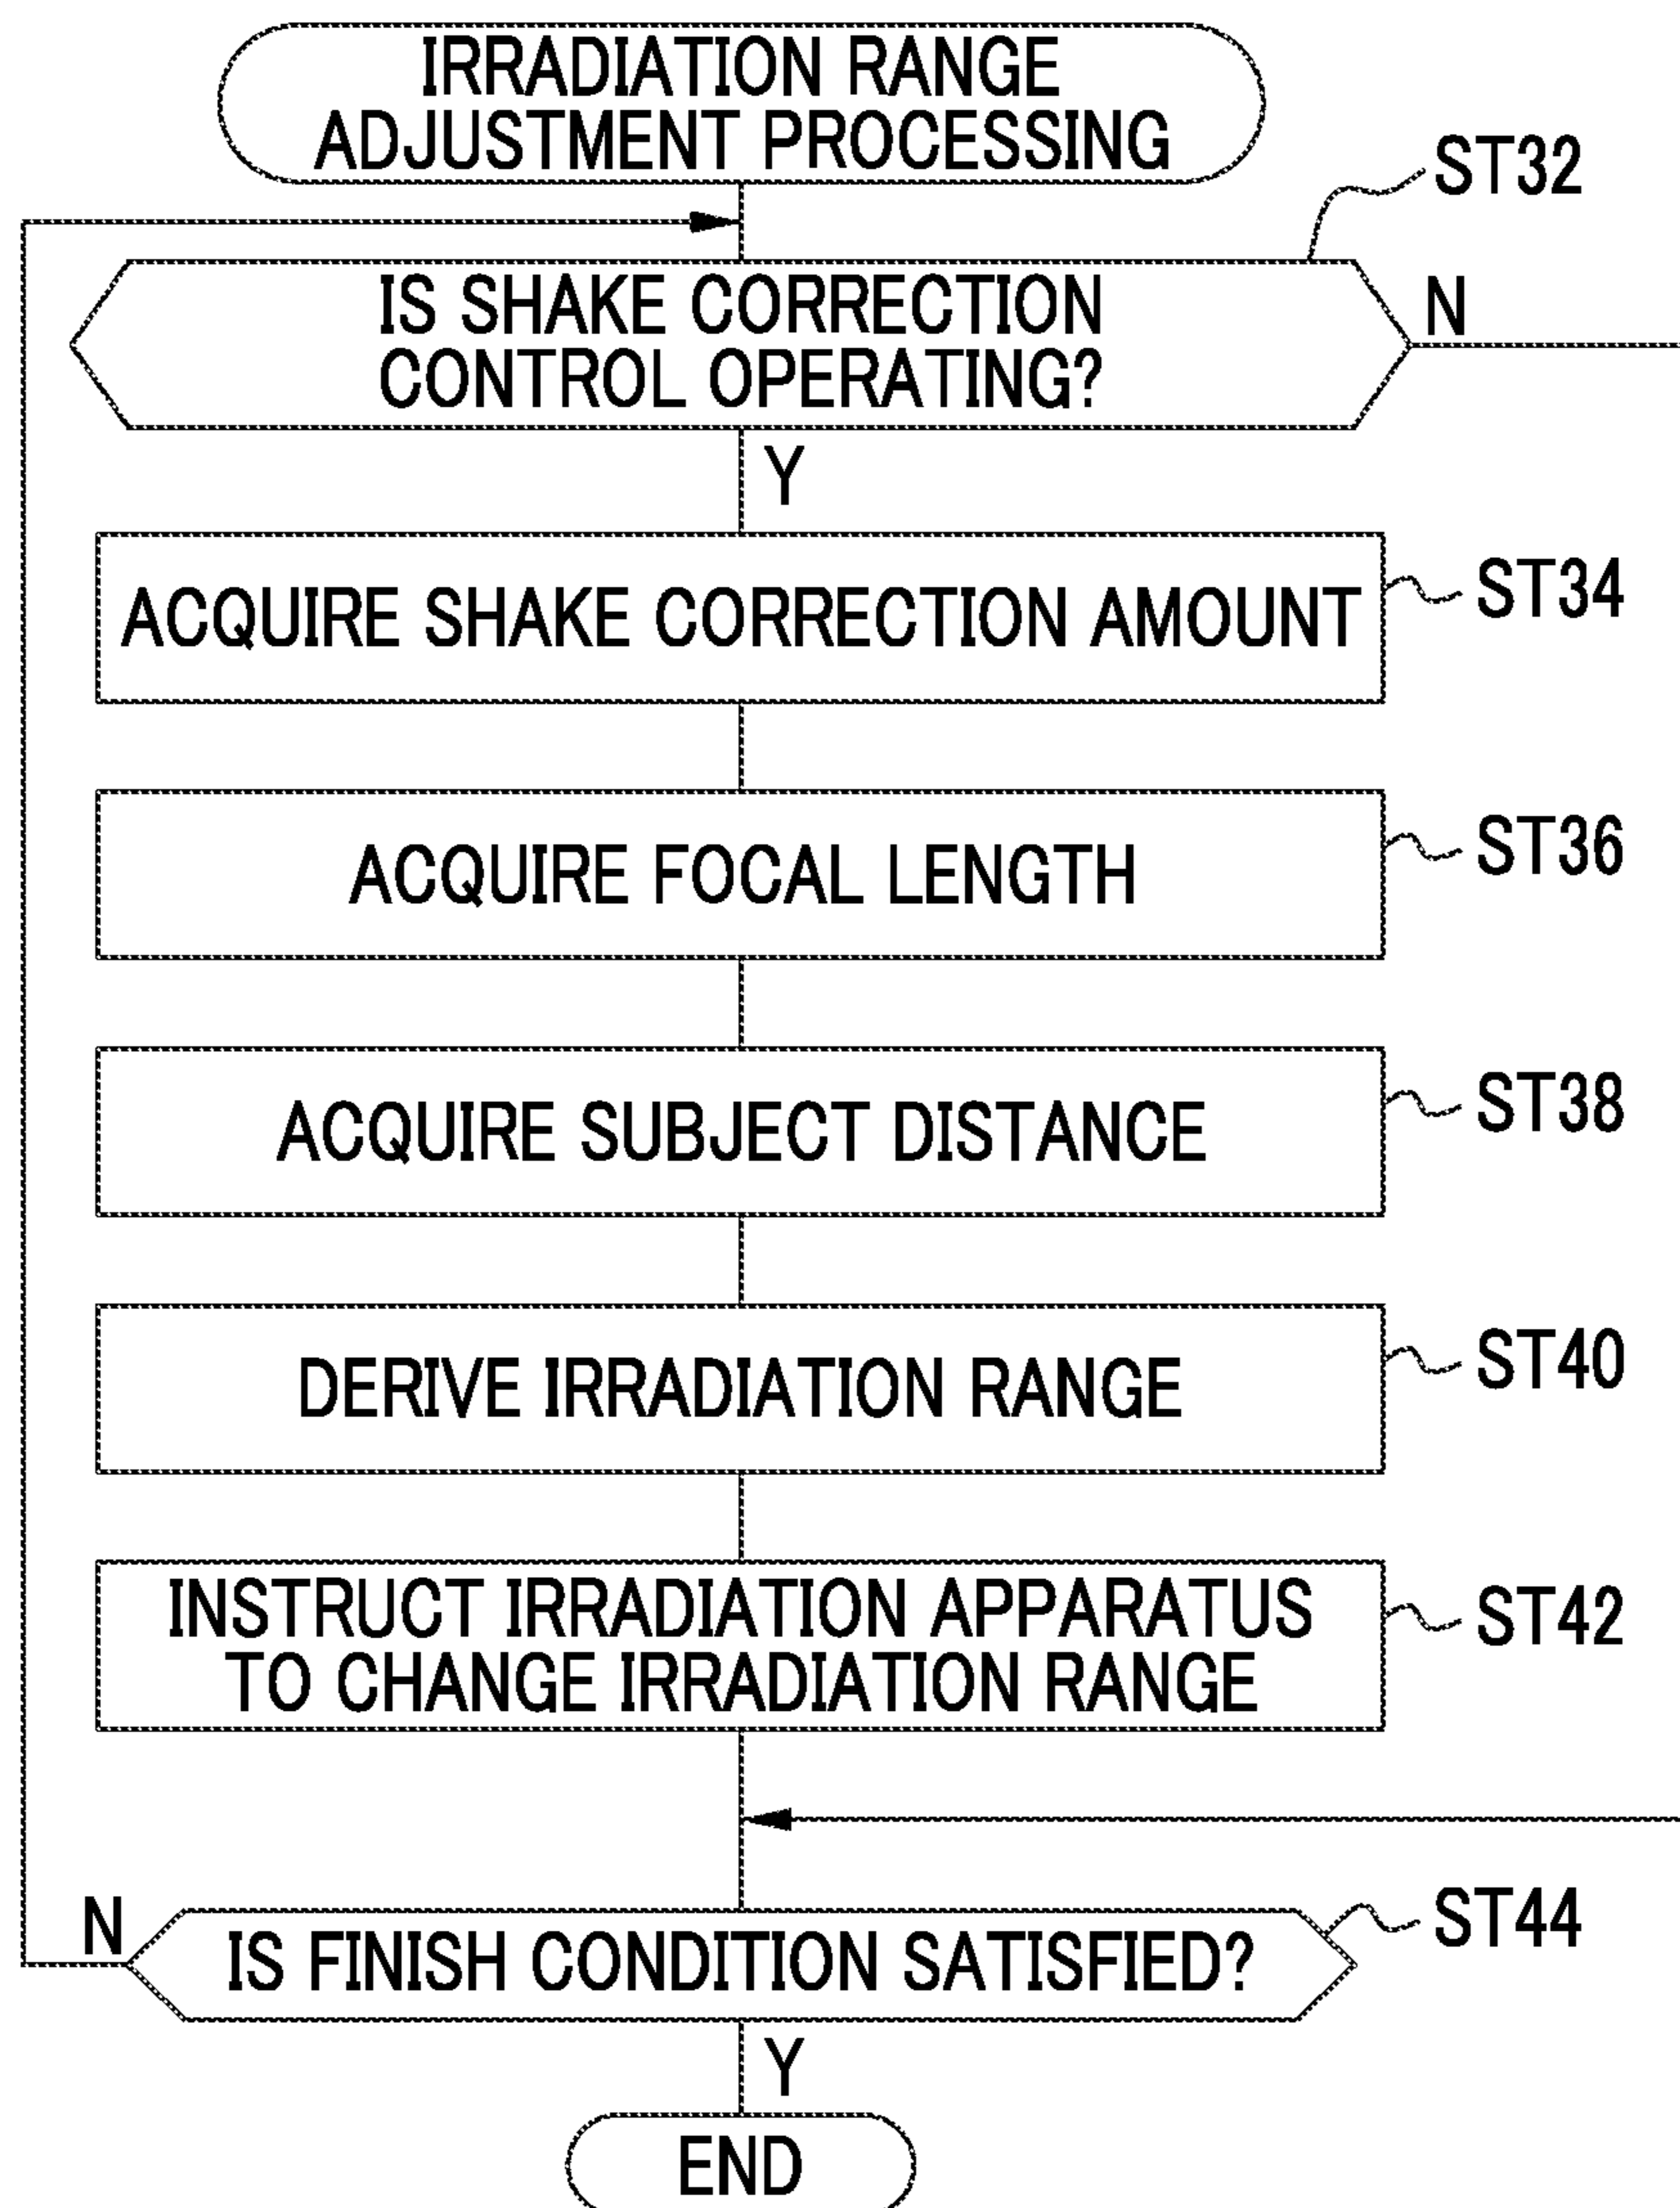 IRRADIATION RANGE
ADJUSTMENT PROCESSING
ST32
IS SHAKE CORRECTION
CONTROL OPERATING?
N
Y
ACQUIRE SHAKE CORRECTION AMOUNT
ST34
ACQUIRE FOCAL LENGTH
ST36
ACQUIRE SUBJECT DISTANCE
ST38
DERIVE IRRADIATION RANGE
ST40
INSTRUCT IRRADIATION APPARATUS
TO CHANGE IRRADIATION RANGE
ST42
N
IS FINISH CONDITION SATISFIED?
ST44
Y
END